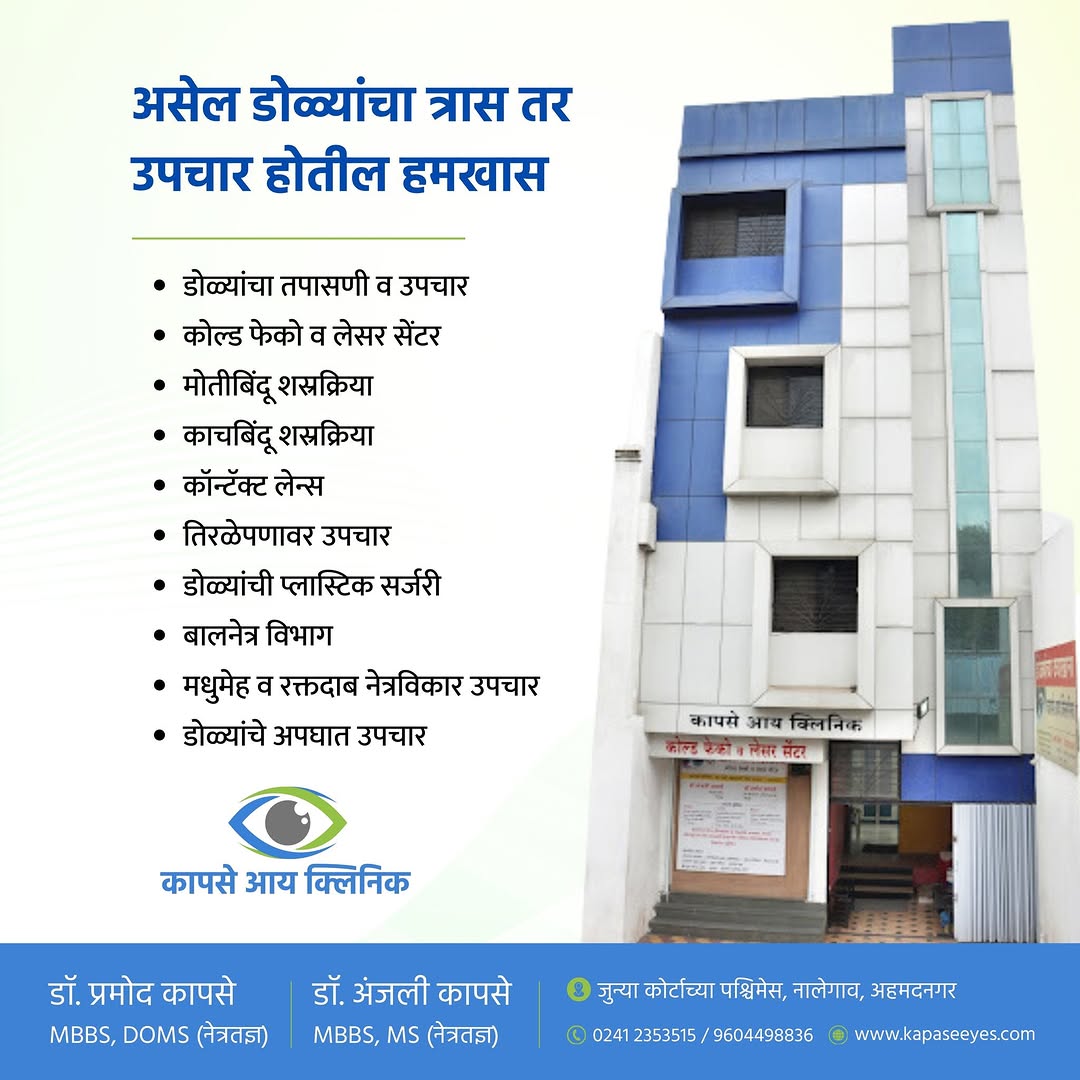 असेल डोळ्यांचा त्रास तर
उपचार होतील हमखास
• डोळ्यांचा तपासणी व उपचार
• कोल्ड फेको व लेसर सेंटर
• मोतीबिंदू शस्रक्रिया
• काचबिंदू शस्रक्रिया
• कॉन्टॅक्ट लेन्स
• तिरळेपणावर उपचार
• डोळ्यांची प्लास्टिक सर्जरी
• बालनेत्र विभाग
• मधुमेह व रक्तदाब नेत्रविकार उपचार
• डोळ्यांचे अपघात उपचार
कापसे आय क्लिनिक
कापसे आय क्लिनिक
कोल्ड फेको व लेसर सेंटर
डॉ. प्रमोद कापसे
MBBS, DOMS (नेत्रतज्ञ)
डॉ. अंजली कापसे
MBBS, MS (नेत्रतज्ञ)
जुन्या कोर्टाच्या पश्चिमेस, नालेगाव, अहमदनगर
0241 2353515 / 9604498836 www.kapaseeyes.com